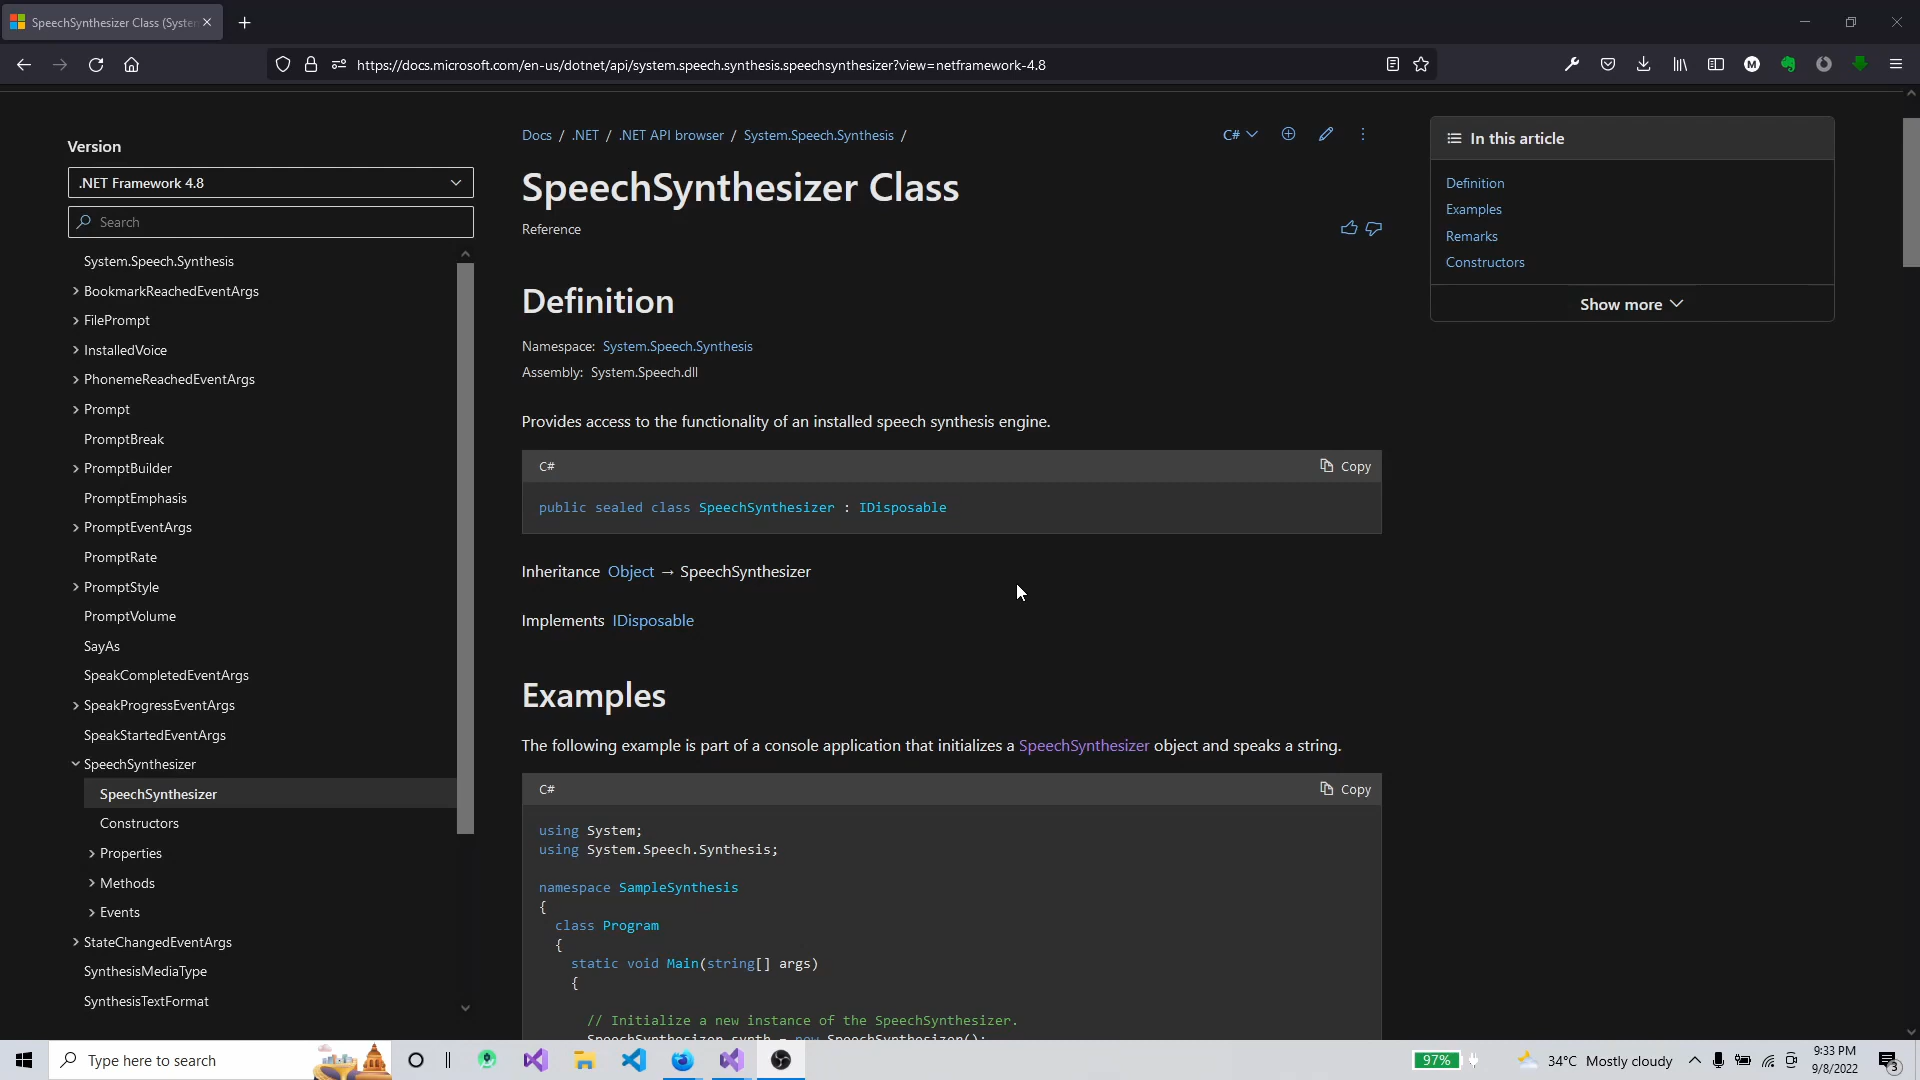 SpeechSynthesizer Class (Syste
https://docs.microsoft.com/en-us/dotnet/api/system.speech.synthesis.speechsynthesizer?view=netframework-4.8
Version
.NET Framework 4.8
Search
System.Speech.Synthesis
BookmarkReachedEventArgs
FilePrompt
InstalledVoice
PhonemeReachedEventArgs
Prompt
PromptBreak
PromptBuilder
PromptEmphasis
PromptEventArgs
PromptRate
PromptStyle
PromptVolume
SayAs
SpeakCompletedEventArgs
SpeakProgressEventArgs
SpeakStartedEventArgs
SpeechSynthesizer
SpeechSynthesizer
Constructors
Properties
Methods
Events
StateChangedEventArgs
SynthesisMediaType
SynthesisTextFormat
Docs / .NET / .NET API browser / System.Speech.Synthesis /
C#
SpeechSynthesizer Class
Reference
Definition
Namespace: System.Speech.Synthesis
Assembly: System.Speech.dll
Provides access to the functionality of an installed speech synthesis engine.
C# Copy
public sealed class SpeechSynthesizer : IDisposable
Inheritance Object → SpeechSynthesizer
Implements IDisposable
Examples
The following example is part of a console application that initializes a SpeechSynthesizer object and speaks a string.
C# Copy
using System;
using System.Speech.Synthesis;
namespace SampleSynthesis
{
class Program
{
static void Main(string[] args)
{
// Initialize a new instance of the SpeechSynthesizer.
SpeechSynthesizer synth = new SpeechSynthesizer();
In this article
Definition
Examples
Remarks
Constructors
Show more
Type here to search
97%
34°C Mostly cloudy
9:33 PM
9/8/2022
3